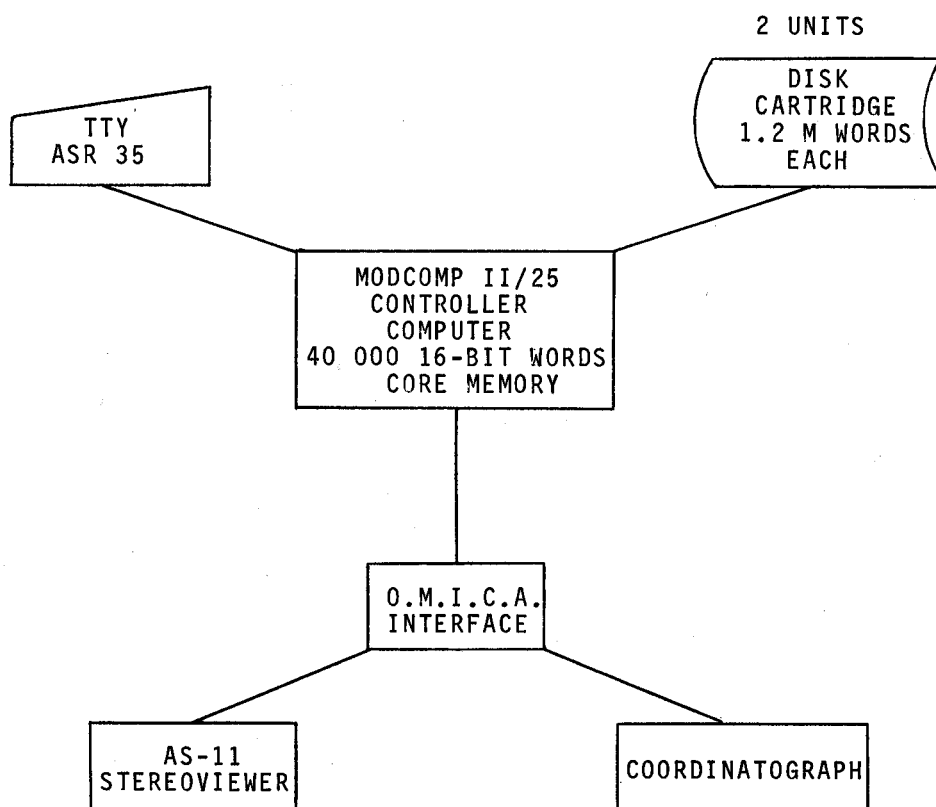 2 UNITS
DISK
CARTRIDGE
1.2 M WORDS
EACH
TTY
ASR 35
MODCOMP II/25
CONTROLLER
COMPUTER
40 000 16-BIT WORDS
CORE MEMORY
O.M.I.C.A.
INTERFACE
AS-11
STEREOVIEWER
COORDINATOGRAPH